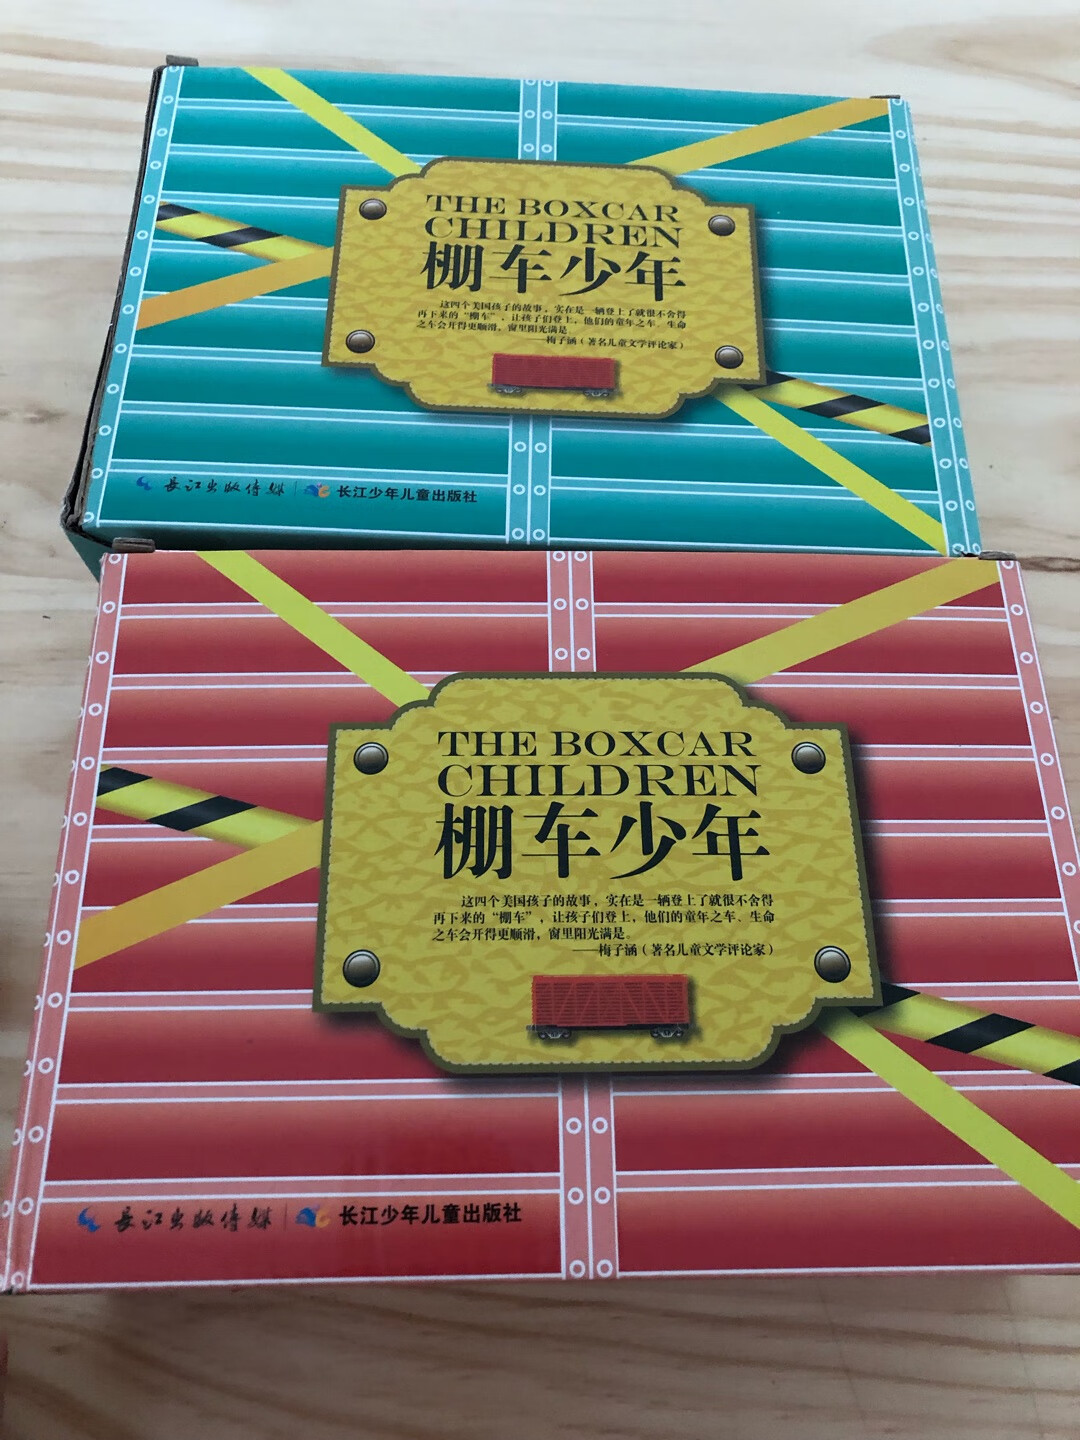 THE BOXCAR
CHILDREN
棚车少年
这四个美国孩子的故事，实在是一辆登上了就很不舍得
再下来的“棚车”，让孩子们登上，他们的童年之车、生命
之车会开得更顺滑，窗里阳光满是。
——梅子涵（著名儿童文学评论家）
长江出版传媒 长江少年儿童出版社
THE BOXCAR
CHILDREN
棚车少年
这四个美国孩子的故事，实在是一辆登上了就很不舍得
再下来的“棚车”，让孩子们登上，他们的童年之车、生命
之车会开得更顺滑，窗里阳光满是。
——梅子涵（著名儿童文学评论家）
长江出版传媒 长江少年儿童出版社